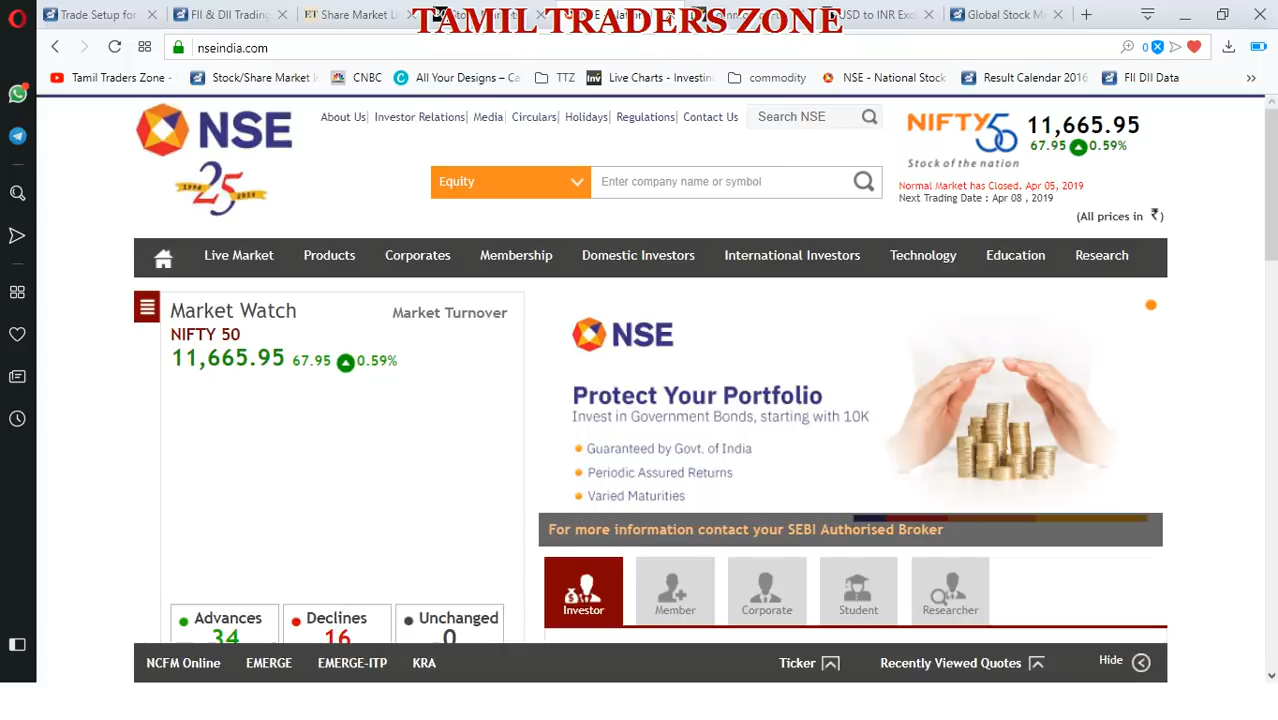 TAMIL TRADERS ZONE
Trade Setup for
FII & DII Trading
Share Market Li
USD to INR Exc
Global Stock M
nseindia.com
0
Tamil Traders Zone -
Stock/Share Market I
CNBC
All Your Designs – Ca
TTZ
Live Charts - Investin
commodity
NSE - National Stock
Result Calendar 2016
FII DII Data
NSE
About Us| Investor Relations| Media| Circulars| Holidays| Regulations| Contact Us
Search NSE
NIFTY50
Stock of the nation
11,665.95
67.95 0.59%
25
Equity
Enter company name or symbol
Normal Market has Closed. Apr 05, 2019
Next Trading Date : Apr 08 , 2019
(All prices in ₹)
Live Market Products Corporates Membership Domestic Investors International Investors Technology Education Research
Market Watch
Market Turnover
NIFTY 50
11,665.95 67.95 0.59%
NSE
Protect Your Portfolio
Invest in Government Bonds, starting with 10K
Guaranteed by Govt. of India
Periodic Assured Returns
Varied Maturities
For more information contact your SEBI Authorised Broker
Investor Member Corporate Student Researcher
Advances Declines Unchanged
34 16 0
NCFM Online EMERGE EMERGE-ITP KRA Ticker Recently Viewed Quotes Hide